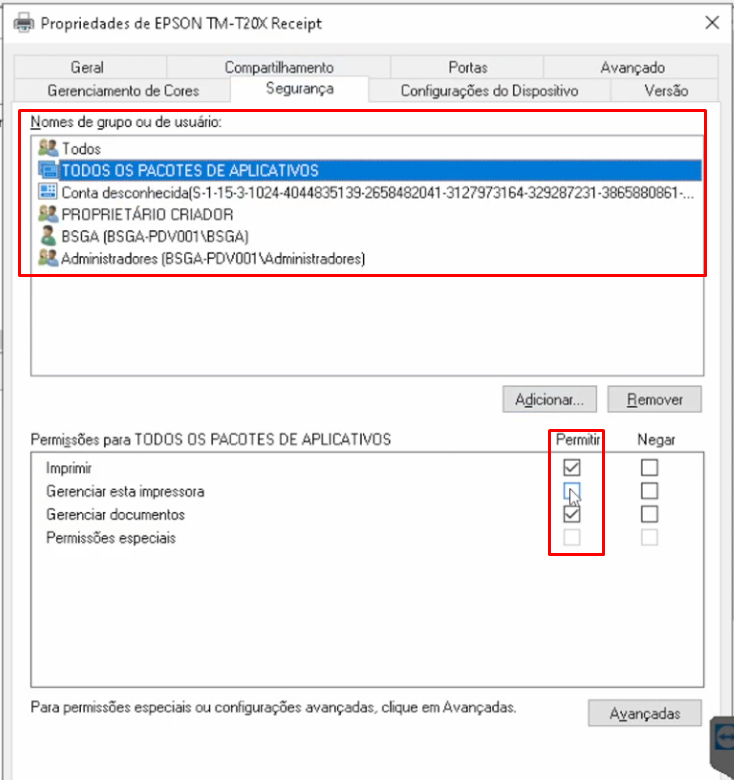 Propriedades de EPSON TM-T20X Receipt
Geral Compartilhamento Portas Avançado
Gerenciamento de Cores Segurança Configurações do Dispositivo Versão
Nomes de grupo ou de usuário:
Todos
TODOS OS PACOTES DE APLICATIVOS
Conta desconhecida(S-1-15-3-1024-4044835139-2658482041-3127973164-329287231-3865880861-...
PROPRIETÁRIO CRIADOR
BSGA (BSGA-PDV001\BSGA)
Administradores (BSGA-PDV001\Administradores)
Adicionar... Remover
Permissões para TODOS OS PACOTES DE APLICATIVOS Permitir Negar
Imprimir
Gerenciar esta impressora
Gerenciar documentos
Permissões especiais
Para permissões especiais ou configurações avançadas, clique em Avançadas.
Avançadas